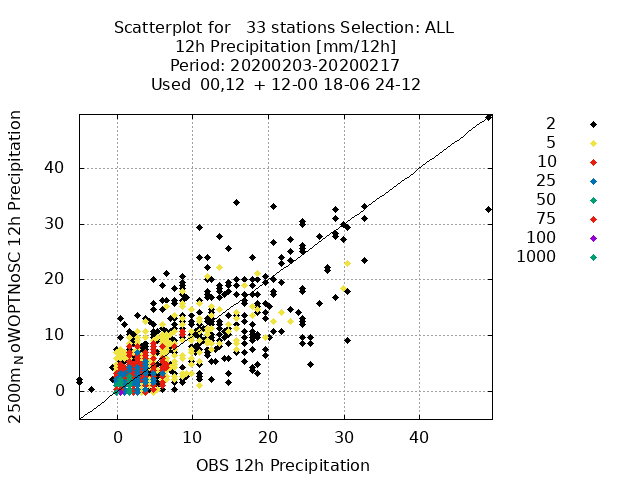 Scatterplot for   33 stations Selection: ALL
12h Precipitation [mm/12h]
Period: 20200203-20200217
Used  00,12  + 12-00 18-06 24-12
2500m_NoWOPTNoSC 12h Precipitation
40
30
20
10
0
0 10 20 30 40
OBS 12h Precipitation
2
5
10
25
50
75
100
1000